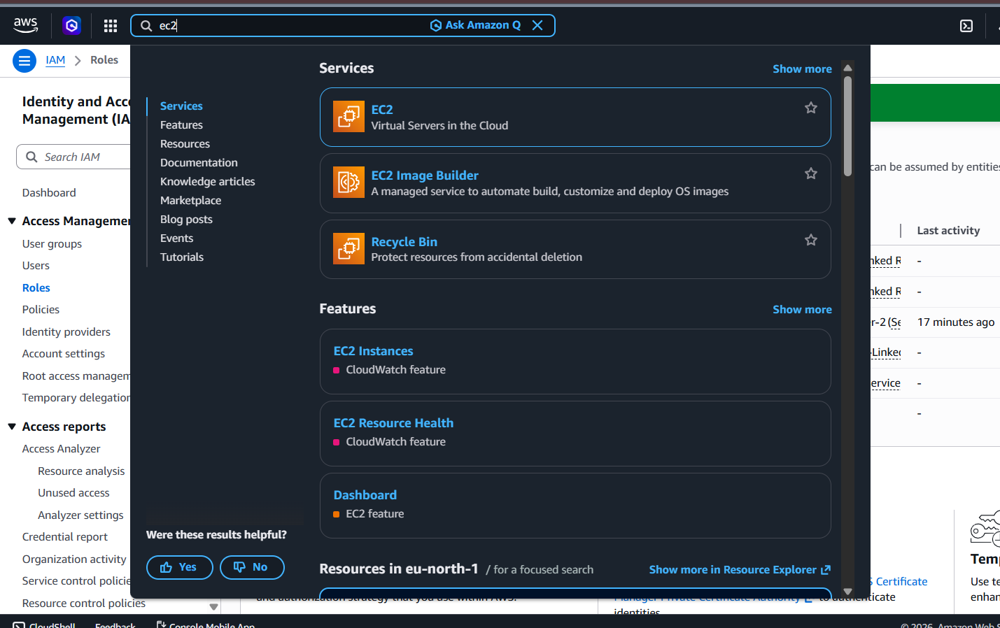 aws
ec2
Ask Amazon Q
IAM
Roles
Identity and Acc
Management (IA
Search IAM
Dashboard
Access Managemer
User groups
Users
Roles
Policies
Identity providers
Account settings
Root access managem
Temporary delegation
Access reports
Access Analyzer
Resource analysis
Unused access
Analyzer settings
Credential report
Organization activity
Service control policie
Resource control policies
Services
Features
Resources
Documentation
Knowledge articles
Marketplace
Blog posts
Events
Tutorials
Were these results helpful?
Yes
No
Services
Show more
EC2
Virtual Servers in the Cloud
EC2 Image Builder
A managed service to automate build, customize and deploy OS images
Recycle Bin
Protect resources from accidental deletion
Features
Show more
EC2 Instances
CloudWatch feature
EC2 Resource Health
CloudWatch feature
Dashboard
EC2 feature
Resources in eu-north-1 / for a focused search
Show more in Resource Explorer
can be assumed by entities
Last activity
nked R
-
nked R
-
r-2 (Se
17 minutes ago
-Linked
-
ervice
-
-
and authorization strategy that you use within AWS.
S Certificate
Manager Private Certificate Authority to authenticate
identities.
Temp
Use te
enhan
CloudShell
Feedback
Console Mobile App
© 2026, Amazon Web S